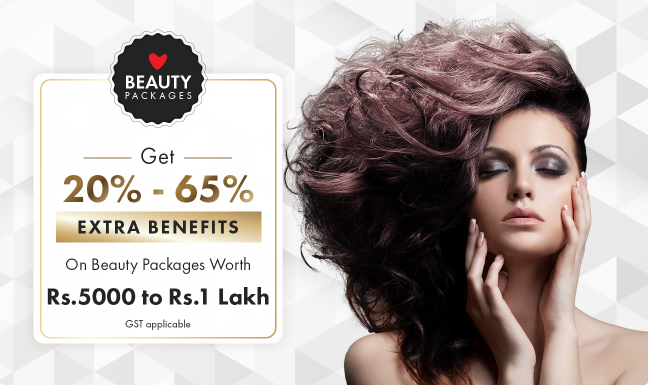 BEAUTY
PACKAGES
Get
20% - 65%
EXTRA BENEFITS
On Beauty Packages Worth
Rs.5000 to Rs.1 Lakh
GST applicable